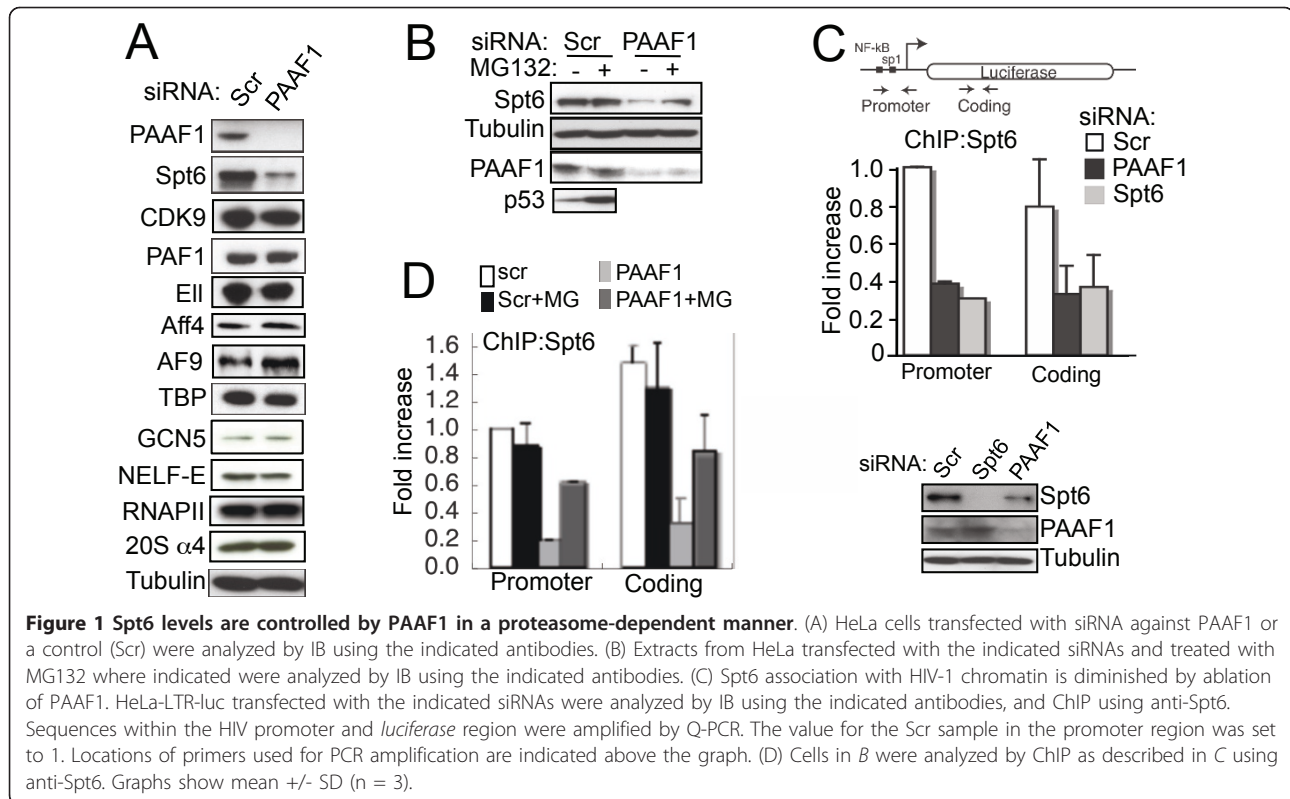 A
siRNA: Scr PAAF1
PAAF1
Spt6
CDK9
PAF1
Ell
Aff4
AF9
TBP
GCN5
NELF-E
RNAPII
20S α4
Tubulin
B
siRNA: Scr PAAF1
MG132: - + - +
Spt6
Tubulin
PAAF1
p53
C
NF-kB
sp1
Luciferase
Promoter Coding
siRNA:
Scr
PAAF1
Spt6
ChIP:Spt6
Fold increase
1.0
0.8
0.6
0.4
0.2
0
Promoter Coding
siRNA: Scr Spt6 PAAF1
Spt6
PAAF1
Tubulin
D
scr PAAF1
Scr+MG PAAF1+MG
ChIP:Spt6
Fold increase
1.6
1.4
1.2
1.0
0.8
0.6
0.4
0.2
0.0
Promoter Coding
Figure 1 Spt6 levels are controlled by PAAF1 in a proteasome-dependent manner. (A) HeLa cells transfected with siRNA against PAAF1 or
a control (Scr) were analyzed by IB using the indicated antibodies. (B) Extracts from HeLa transfected with the indicated siRNAs and treated with
MG132 where indicated were analyzed by IB using the indicated antibodies. (C) Spt6 association with HIV-1 chromatin is diminished by ablation
of PAAF1. HeLa-LTR-luc transfected with the indicated siRNAs were analyzed by IB using the indicated antibodies, and ChIP using anti-Spt6.
Sequences within the HIV promoter and luciferase region were amplified by Q-PCR. The value for the Scr sample in the promoter region was set
to 1. Locations of primers used for PCR amplification are indicated above the graph. (D) Cells in B were analyzed by ChIP as described in C using
anti-Spt6. Graphs show mean +/- SD (n = 3).